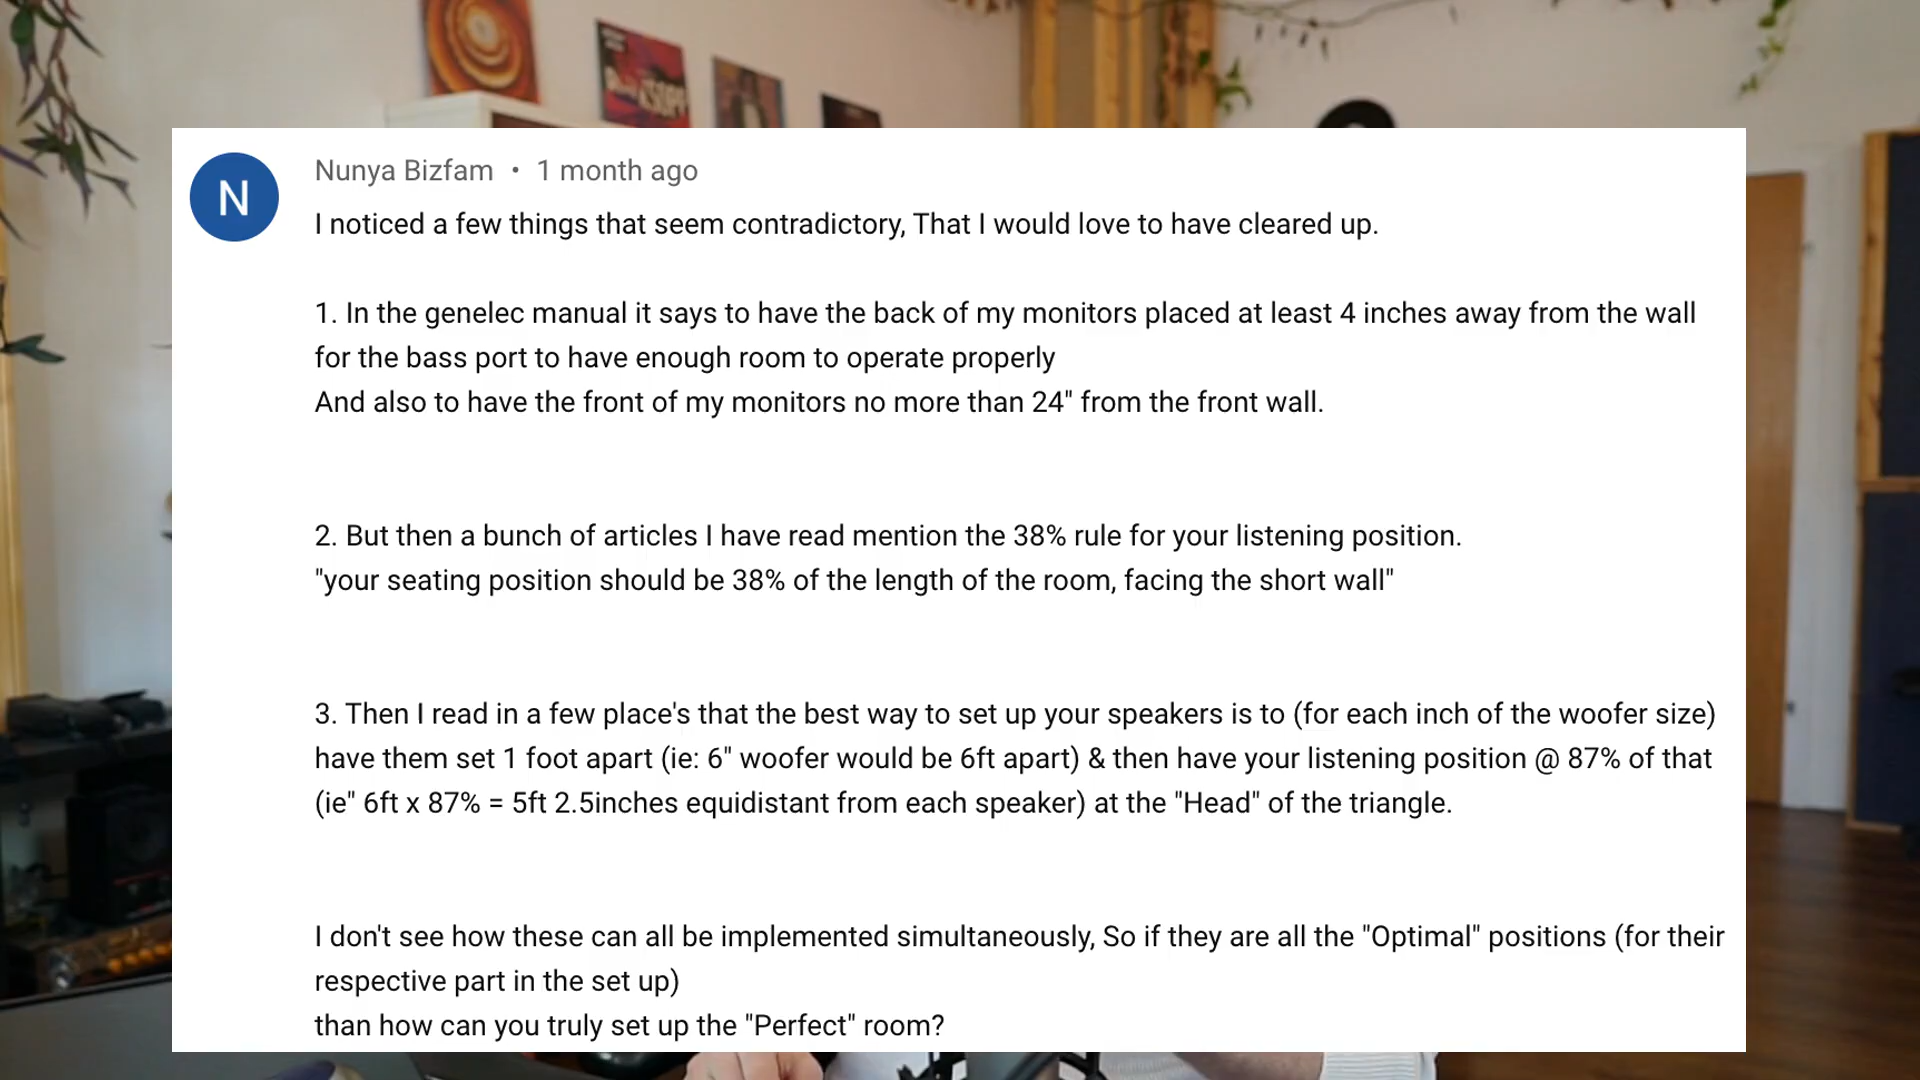 N
Nunya Bizfam • 1 month ago
I noticed a few things that seem contradictory, That I would love to have cleared up.
1. In the genelec manual it says to have the back of my monitors placed at least 4 inches away from the wall
for the bass port to have enough room to operate properly
And also to have the front of my monitors no more than 24" from the front wall.
2. But then a bunch of articles I have read mention the 38% rule for your listening position.
"your seating position should be 38% of the length of the room, facing the short wall"
3. Then I read in a few place's that the best way to set up your speakers is to (for each inch of the woofer size)
have them set 1 foot apart (ie: 6" woofer would be 6ft apart) & then have your listening position @ 87% of that
(ie" 6ft x 87% = 5ft 2.5inches equidistant from each speaker) at the "Head" of the triangle.
I don't see how these can all be implemented simultaneously, So if they are all the "Optimal" positions (for their
respective part in the set up)
than how can you truly set up the "Perfect" room?